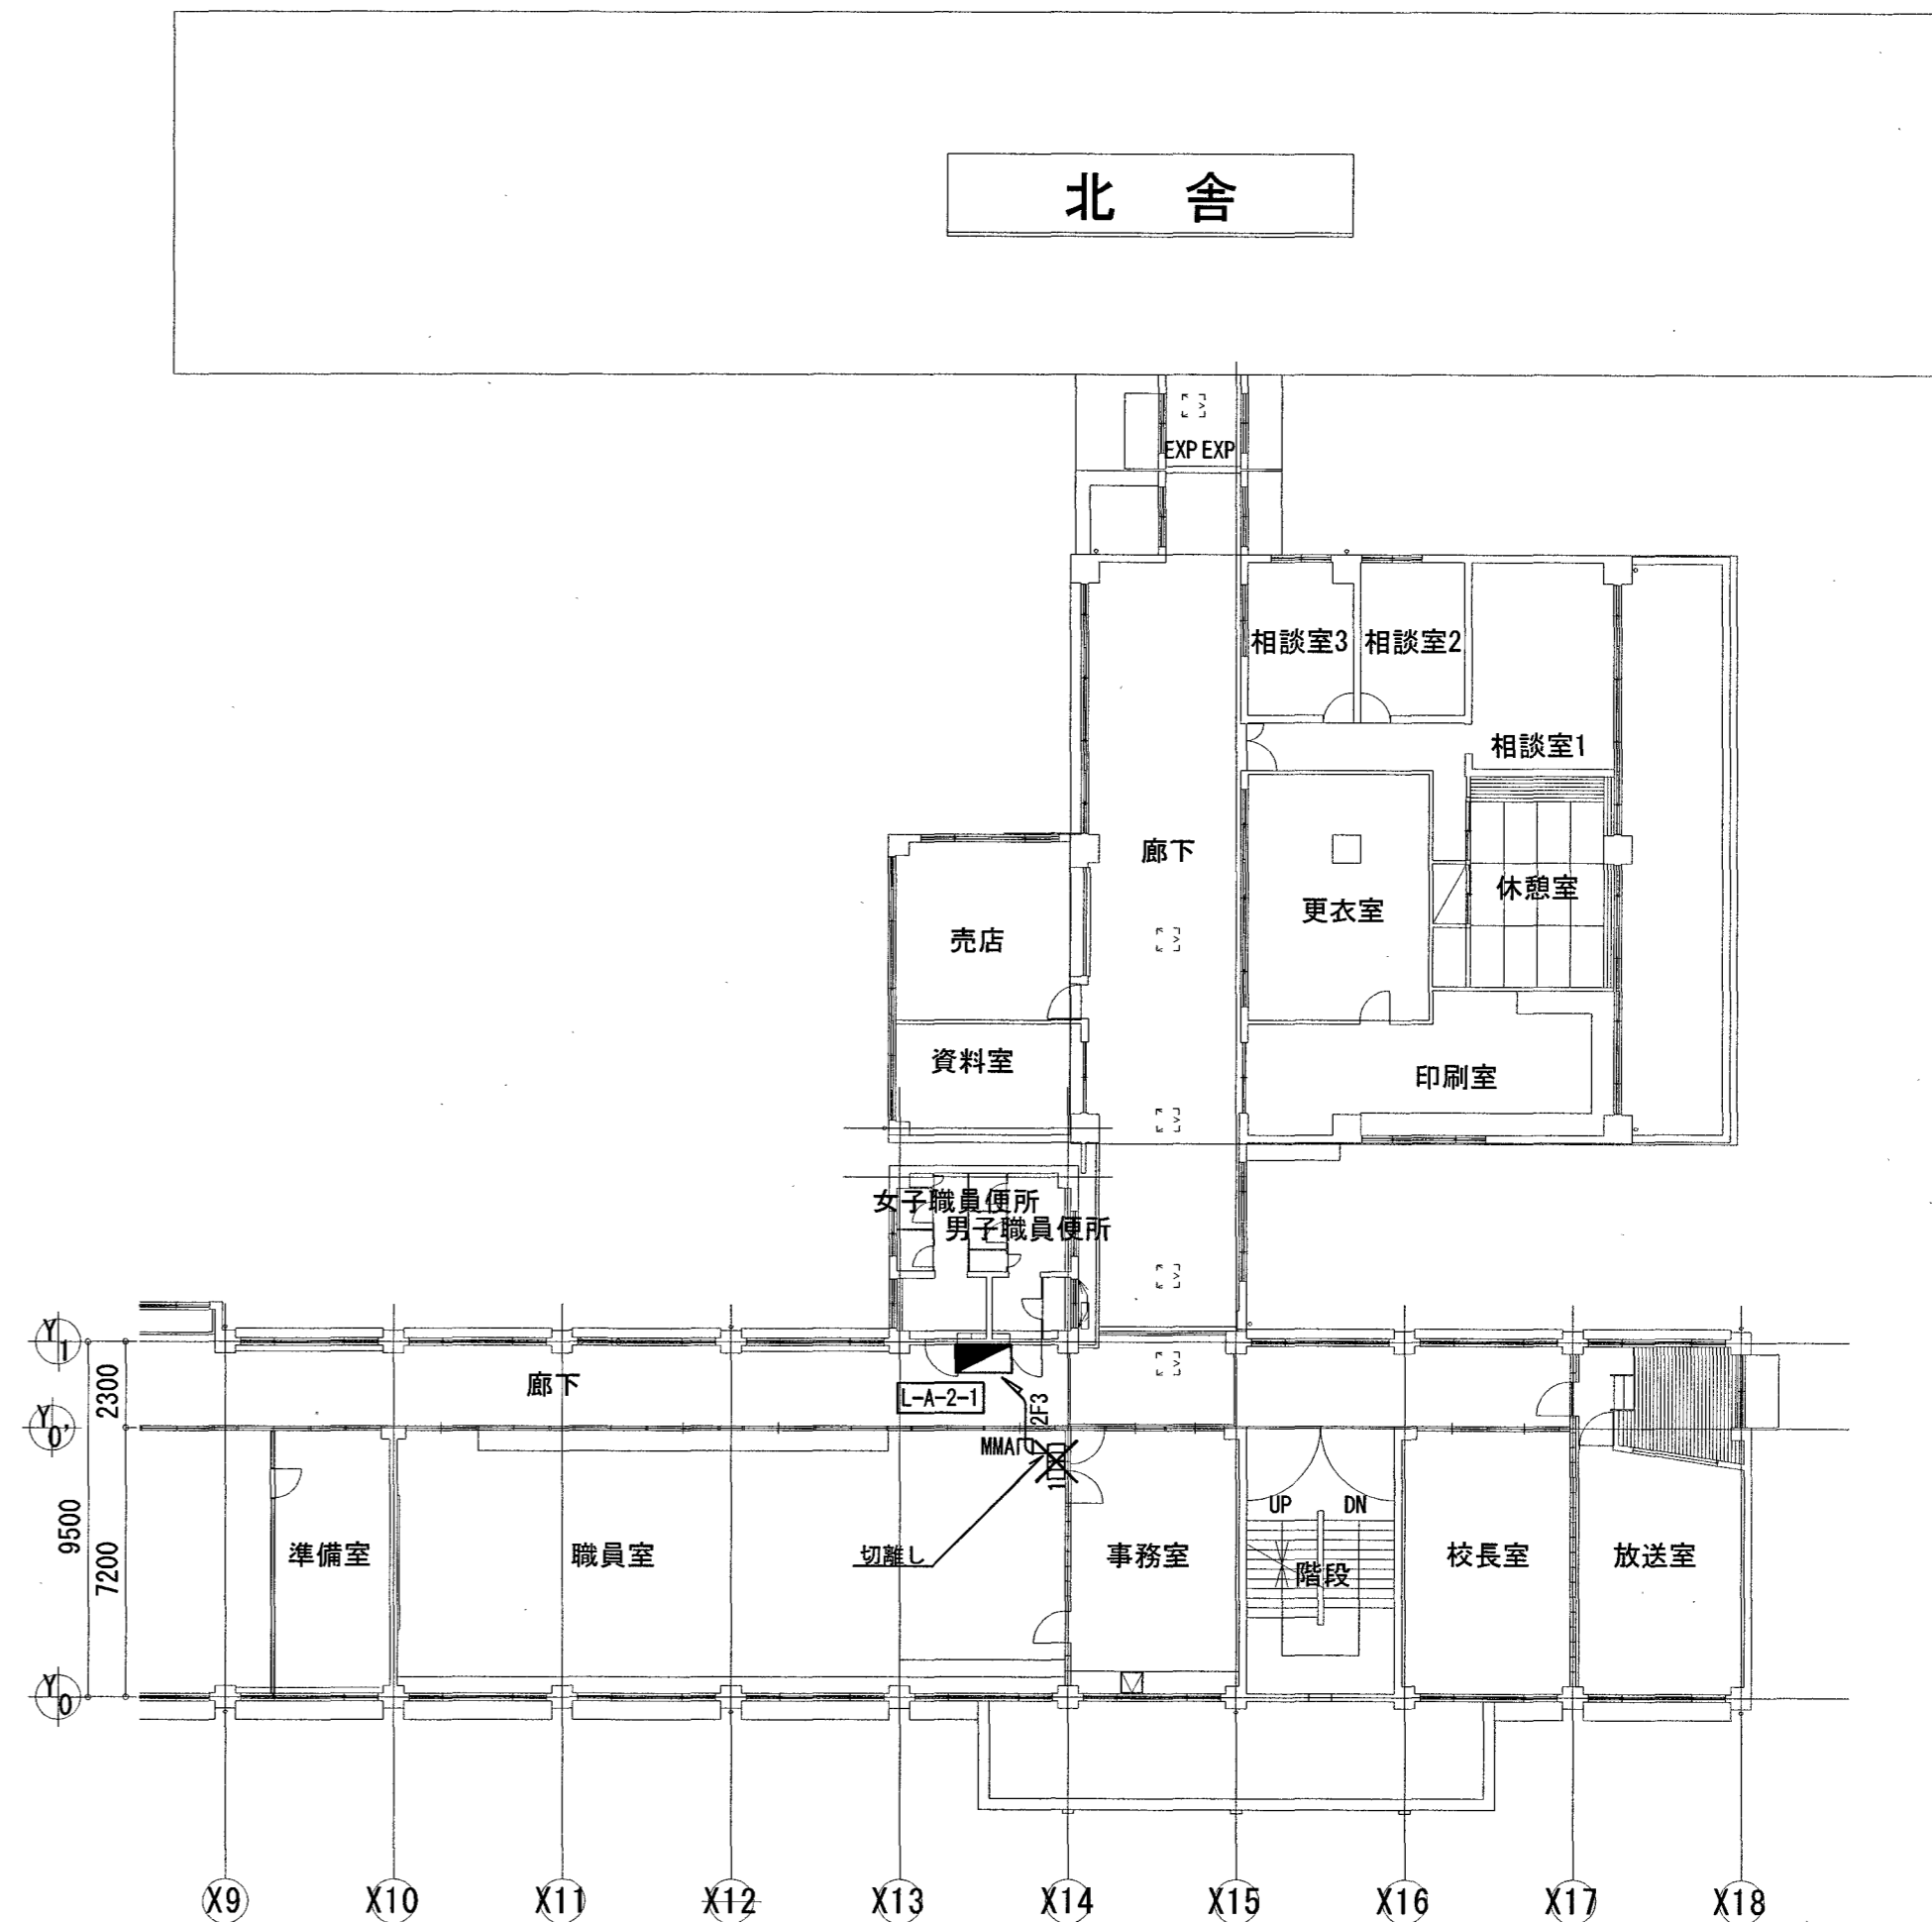 北 舎
EXP EXP
相談室3 相談室2
相談室1
廊下
休憩室
更衣室
売店
資料室
印刷室
女子職員便所
男子職員便所
Y1
2300
廊下
L-A-2-1
2F3
Y0'
MMA
1
9500
7200
UP DN
準備室
職員室
切離し
事務室
階段
校長室
放送室
Y0
X9 X10 X11 X12 X13 X14 X15 X16 X17 X18